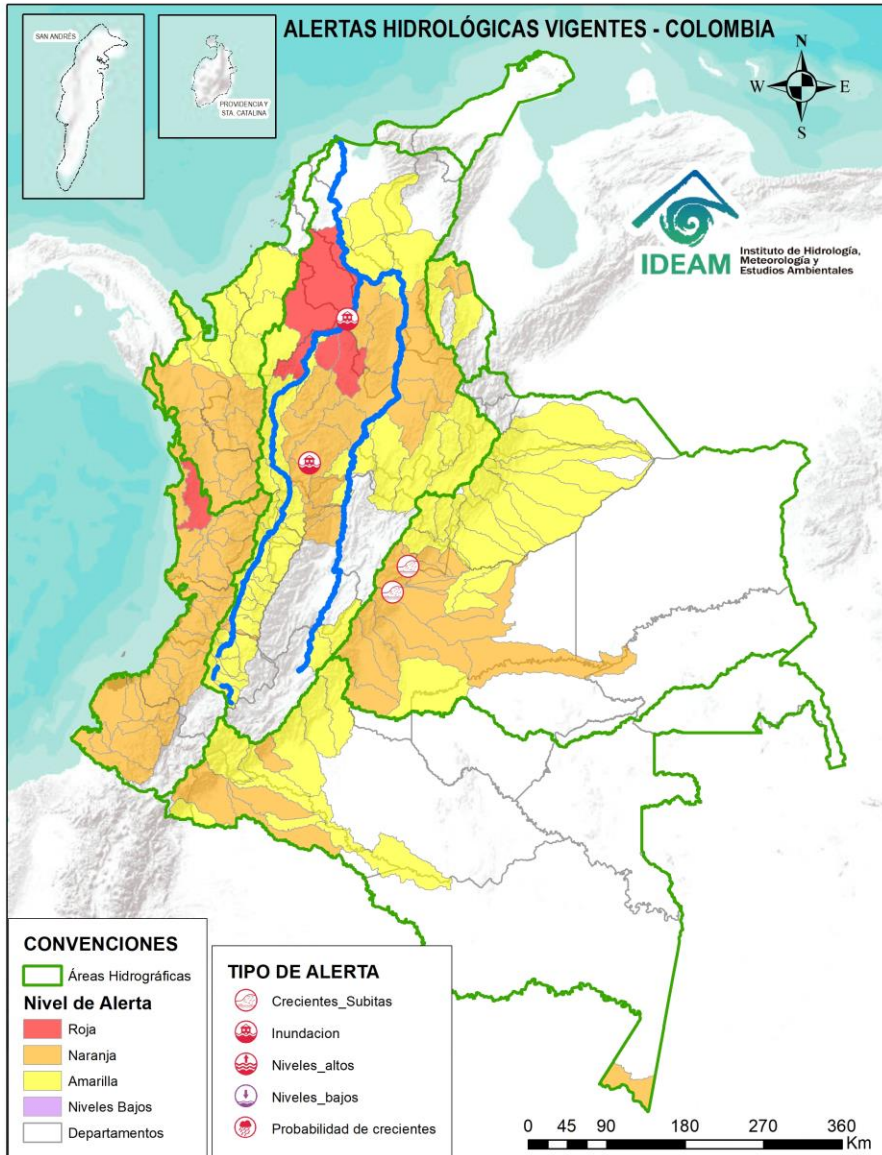 ALERTAS HIDROLÓGICAS VIGENTES - COLOMBIA
SAN ANDRÉS
PROVIDENCIA Y
STA. CATALINA
N
W
E
S
IDEAM
Instituto de Hidrología,
Meteorología y
Estudios Ambientales
CONVENCIONES
Áreas Hidrográficas
Nivel de Alerta
Roja
Naranja
Amarilla
Niveles Bajos
Departamentos
TIPO DE ALERTA
Crecientes_Subitas
Inundacion
Niveles_altos
Niveles_bajos
Probabilidad de crecientes
0 45 90 180 270 360
Km